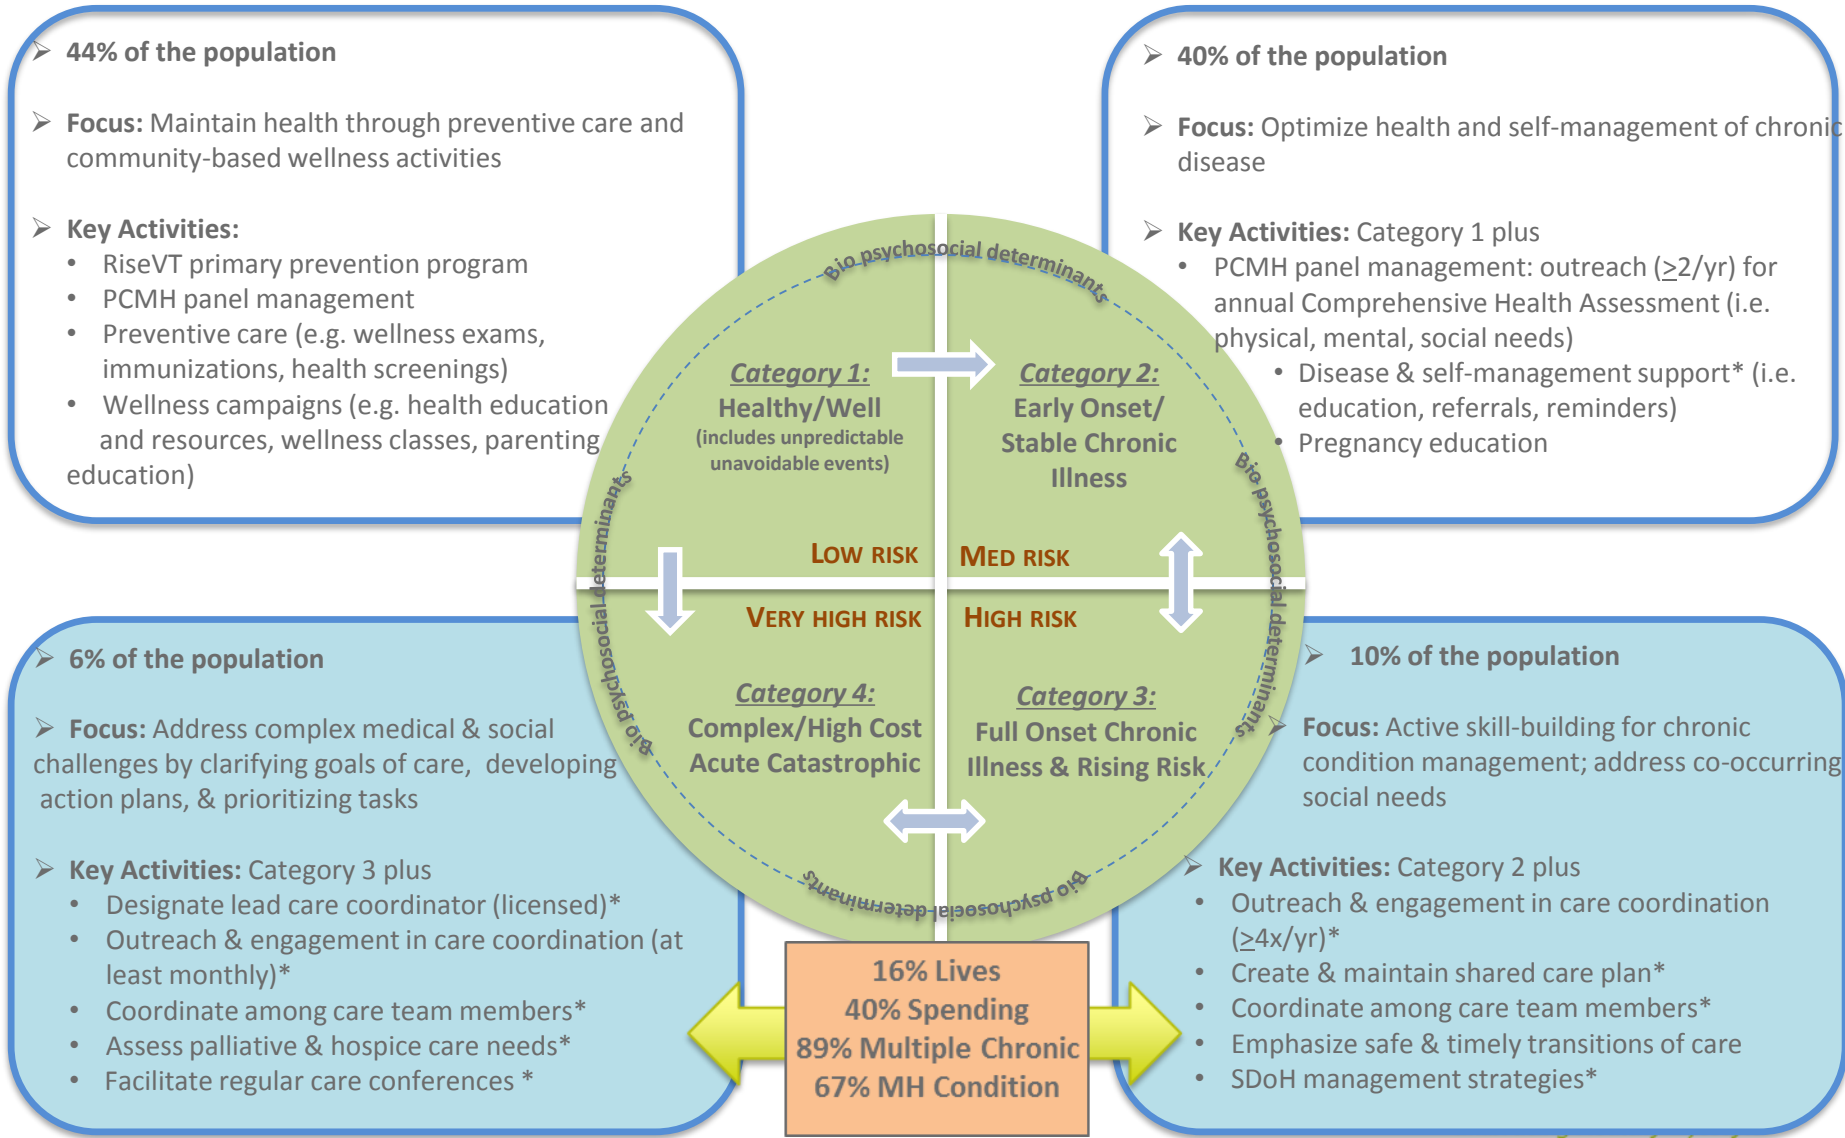 ➢ 44% of the population
➢ Focus: Maintain health through preventive care and
community-based wellness activities
➢ Key Activities:
• RiseVT primary prevention program
• PCMH panel management
• Preventive care (e.g. wellness exams,
immunizations, health screenings)
• Wellness campaigns (e.g. health education
and resources, wellness classes, parenting
education)
➢ 40% of the population
➢ Focus: Optimize health and self-management of chronic
disease
➢ Key Activities: Category 1 plus
• PCMH panel management: outreach (≥2/yr) for
annual Comprehensive Health Assessment (i.e.
physical, mental, social needs)
• Disease & self-management support* (i.e.
education, referrals, reminders)
• Pregnancy education
Bio psychosocial determinants
Bio psychosocial determinants
Bio psychosocial determinants
Bio psychosocial determinants
Category 1:
Healthy/Well
(includes unpredictable
unavoidable events)
LOW RISK
Category 2:
Early Onset/
Stable Chronic
Illness
MED RISK
VERY HIGH RISK
Category 4:
Complex/High Cost
Acute Catastrophic
HIGH RISK
Category 3:
Full Onset Chronic
Illness & Rising Risk
➢ 6% of the population
➢ Focus: Address complex medical & social
challenges by clarifying goals of care, developing
action plans, & prioritizing tasks
➢ Key Activities: Category 3 plus
• Designate lead care coordinator (licensed)*
• Outreach & engagement in care coordination (at
least monthly)*
• Coordinate among care team members*
• Assess palliative & hospice care needs*
• Facilitate regular care conferences *
16% Lives
40% Spending
89% Multiple Chronic
67% MH Condition
➢ 10% of the population
➢ Focus: Active skill-building for chronic
condition management; address co-occurring
social needs
➢ Key Activities: Category 2 plus
• Outreach & engagement in care coordination
(≥4x/yr)*
• Create & maintain shared care plan*
• Coordinate among care team members*
• Emphasize safe & timely transitions of care
• SDoH management strategies*